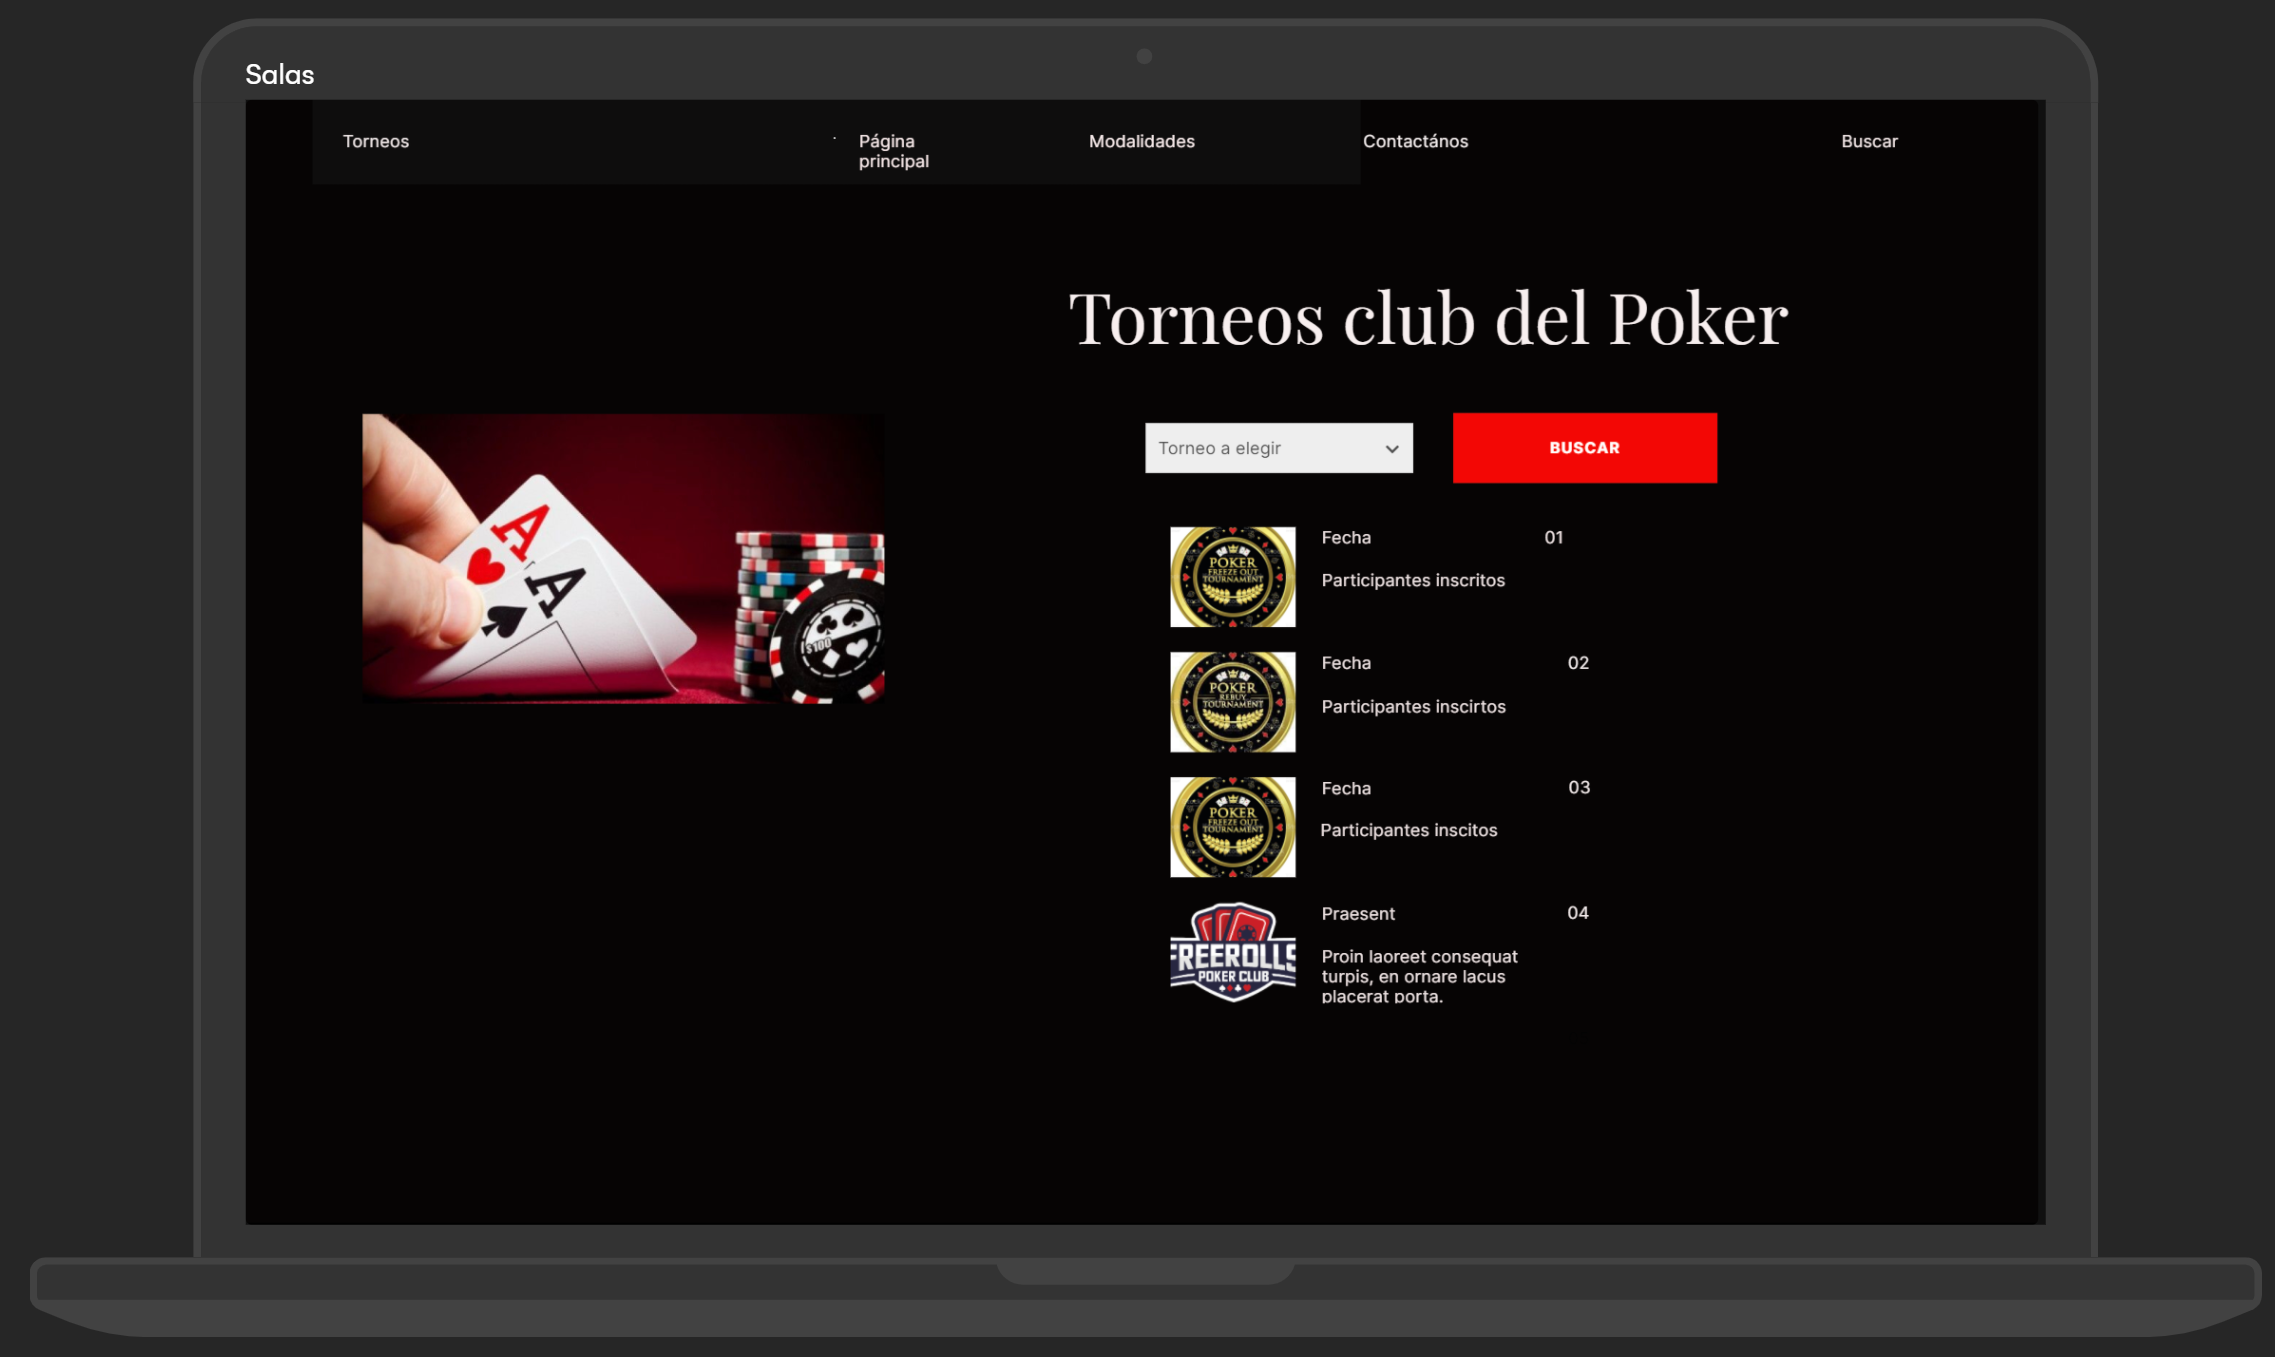 Salas
Torneos
Página
principal
Modalidades
Contactános
Buscar
Torneos club del Poker
A
A
$100
Torneo a elegir
BUSCAR
POKER
FREEZE OUT
TOURNAMENT
Fecha
01
Participantes inscritos
POKER
REBUY
TOURNAMENT
Fecha
02
Participantes inscirtos
POKER
FREEZE OUT
TOURNAMENT
Fecha
03
Participantes inscitos
FREEROLLS
POKER CLUB
Praesent
04
Proin laoreet consequat
turpis, en ornare lacus
placerat porta.